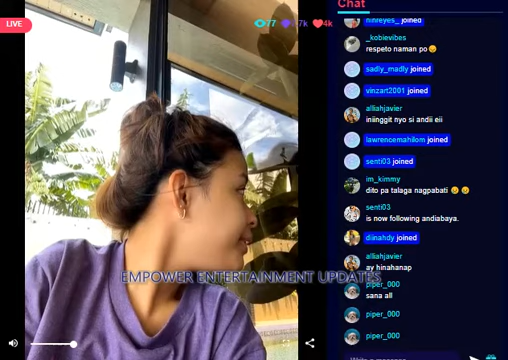 LIVE
77
7k
4k
Chat
hinreyes_ joined
_kobievibes
respeto naman po
sadly_madly joined
vinzart2001 joined
alliahjavier
iniinggit nyo si andii eii
lawrencemahilom joined
senti03 joined
im_kimmy
dito pa talaga nagpabati
senti03
is now following andiabaya.
diinahdy joined
alliahjavier
ay hinahanap
piper_000
sana all
piper_000
piper_000
EMPOWER ENTERTAINMENT UPDATES